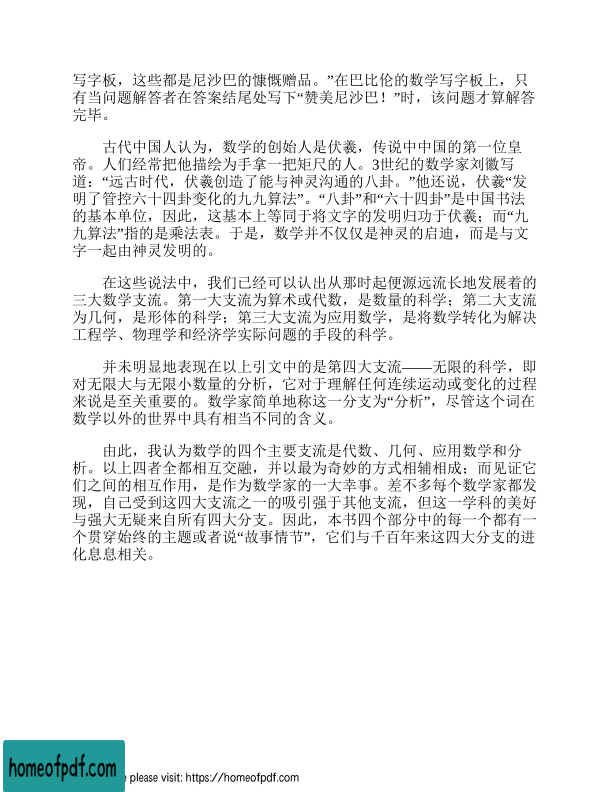 写字板，这些都是尼沙巴的慷慨赠品。”在巴比伦的数学写字板上，只
有当问题解答者在答案结尾处写下“赞美尼沙巴！”时，该问题才算解答
完毕。
古代中国人认为，数学的创始人是伏羲，传说中中国的第一位皇
帝。人们经常把他描绘为手拿一把矩尺的人。3世纪的数学家刘徽写
道：“远古时代，伏羲创造了能与神灵沟通的八卦。”他还说，伏羲“发
明了管控六十四卦变化的九九算法”。“八卦”和“六十四卦”是中国书法
的基本单位，因此，这基本上等同于将文字的发明归功于伏羲；而“九
九算法”指的是乘法表。于是，数学并不仅仅是神灵的启迪，而是与文
字一起由神灵发明的。
在这些说法中，我们已经可以认出从那时起便源远流长地发展着的
三大数学支流。第一大支流为算术或代数，是数量的科学；第二大支流
为几何，是形体的科学；第三大支流为应用数学，是将数学转化为解决
工程学、物理学和经济学实际问题的手段的科学。
并未明显地表现在以上引文中的是第四大支流——无限的科学，即
对无限大与无限小数量的分析，它对于理解任何连续运动或变化的过程
来说是至关重要的。数学家简单地称这一分支为“分析”，尽管这个词在
数学以外的世界中具有相当不同的含义。
由此，我认为数学的四个主要支流是代数、几何、应用数学和分
析。以上四者全都相互交融，并以最为奇妙的方式相辅相成；而见证它
们之间的相互作用，是作为数学家的一大幸事。差不多每个数学家都发
现，自己受到这四大支流之一的吸引强于其他支流，但这一学科的美好
与强大无疑来自所有四大分支。因此，本书四个部分中的每一个都有一
个贯穿始终的主题或者说“故事情节”，它们与千百年来这四大分支的进
化息息相关。
homeofpdf.com
please visit: https://homeofpdf.com